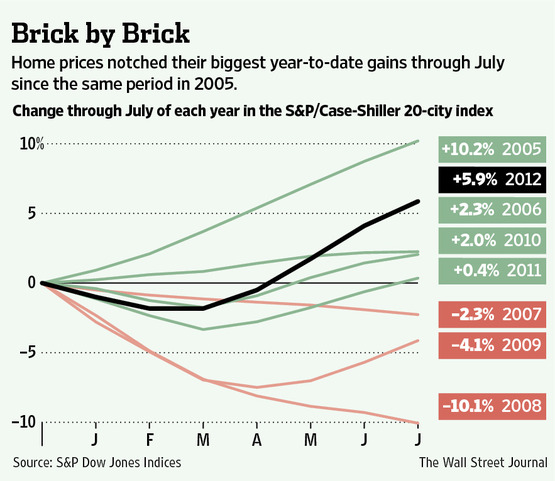 Brick by Brick
Home prices notched their biggest year-to-date gains through July
since the same period in 2005.
Change through July of each year in the S&P/Case-Shiller 20-city index
10%
5
0
–5
–10
J F M A M J J
+10.2% 2005
+5.9% 2012
+2.3% 2006
+2.0% 2010
+0.4% 2011
–2.3% 2007
–4.1% 2009
–10.1% 2008
Source: S&P Dow Jones Indices
The Wall Street Journal